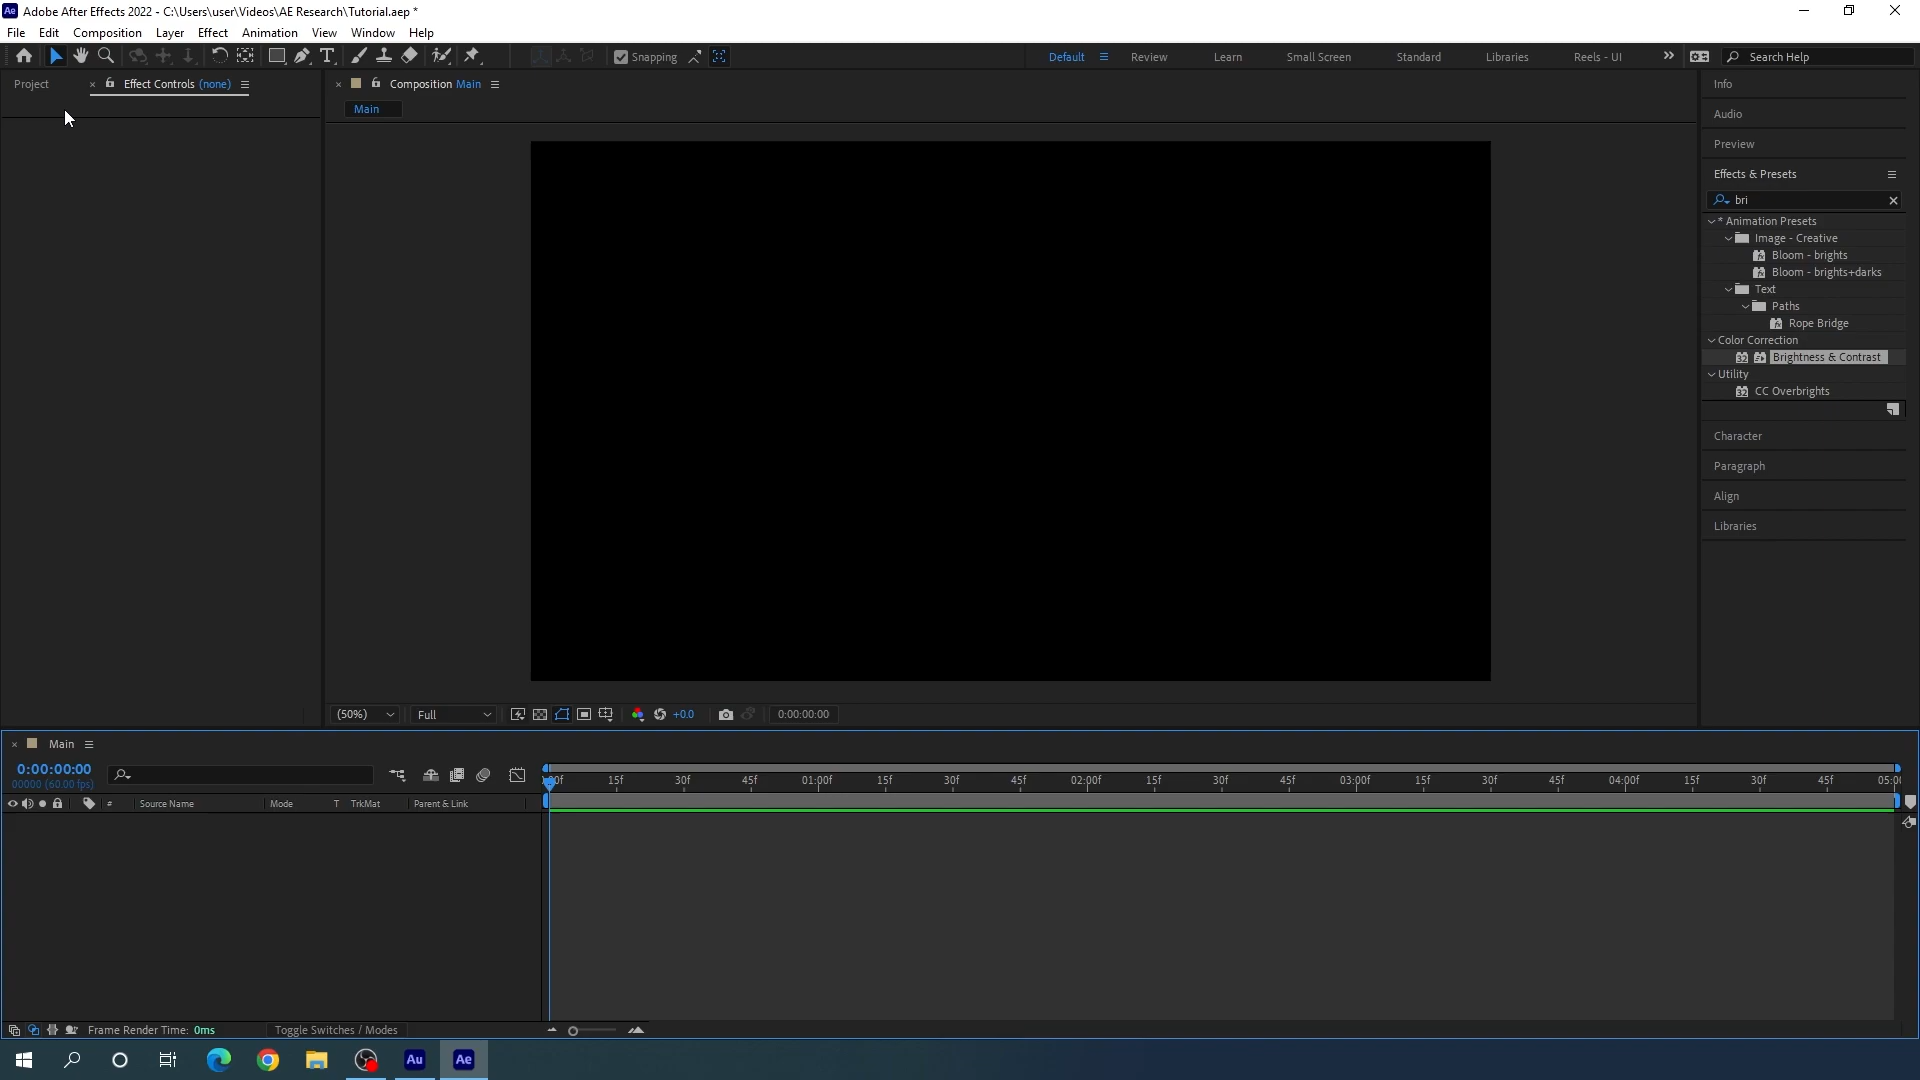 Ae Adobe After Effects 2022 - C:\Users\user\Videos\AE Research\Tutorial.aep *
File Edit Composition Layer Effect Animation View Window Help
T Snapping Default Review Learn Small Screen Standard Libraries Reels - UI Search Help
Project Effect Controls (none)
Composition Main
Main
Info
Audio
Preview
Effects & Presets
bri
* Animation Presets
Image - Creative
Bloom - brights
Bloom - brights+darks
Text
Paths
Rope Bridge
Color Correction
32 Brightness & Contrast
Utility
32 CC Overbrights
Character
Paragraph
Align
Libraries
(50%) Full +0.0 0:00:00:00
Main
0:00:00:00
00000 (60.00 fps)
:00f 15f 30f 45f 01:00f 15f 30f 45f 02:00f 15f 30f 45f 03:00f 15f 30f 45f 04:00f 15f 30f 45f 05:00
# Source Name Mode T TrkMat Parent & Link
Frame Render Time: 0ms Toggle Switches / Modes
Au Ae